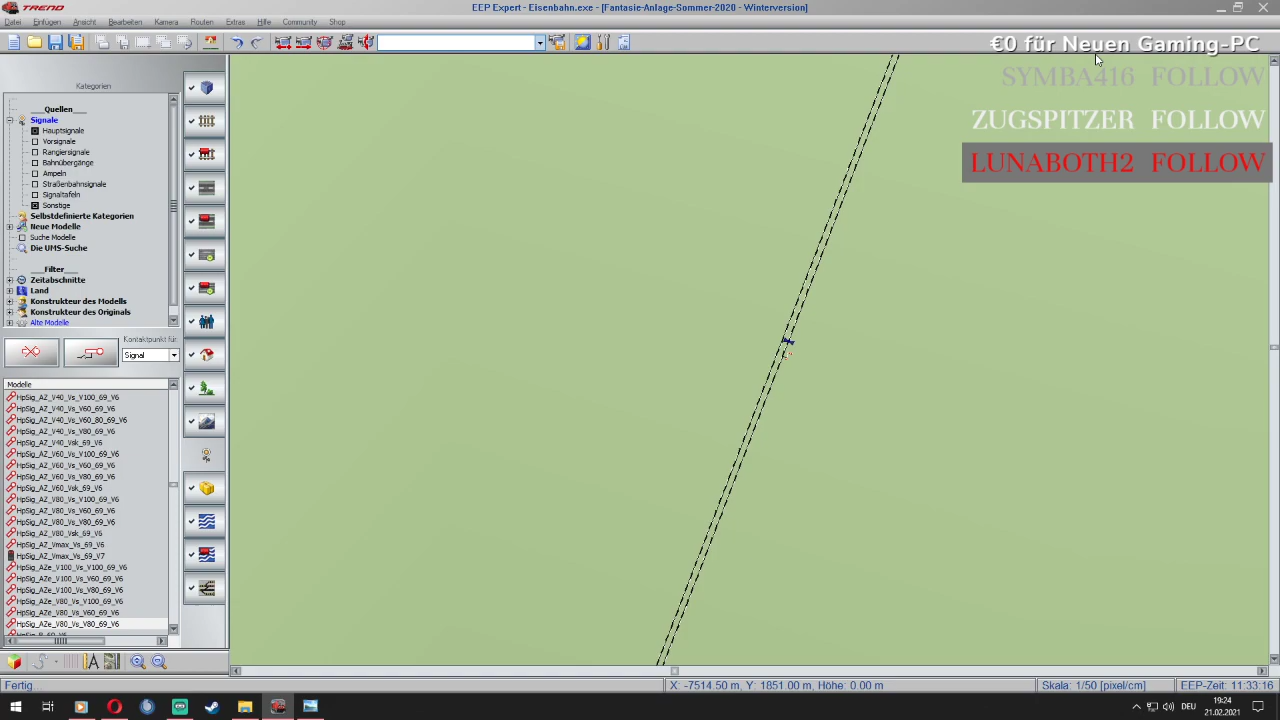 TREND
EEP Expert - Eisenbahn.exe - [Fantasie-Anlage-Sommer-2020 - Winterversion)
Datei Einfügen Ansicht Bearbeiten Kamera Routen Extras Hilfe Community Shop
€0 für Neuen Gaming-PC
SYMBA416 FOLLOW
ZUGSPITZER FOLLOW
LUNABOTH2 FOLLOW
Kategorien
___Quellen___
Signale
Hauptsignale
Vorsignale
Rangiersignale
Bahnübergänge
Ampeln
Straßenbahnsignale
Signaltafeln
Sonstige
Selbstdefinierte Kategorien
Neue Modelle
Suche Modelle
Die UMS-Suche
___Filter___
Zeitabschnitte
Land
Konstrukteur des Modells
Konstrukteur des Originals
Alte Modelle
Kontaktpunkt für
Signal
Modelle
HpSig_AZ_V40_Vs_V100_69_V6
HpSig_AZ_V40_Vs_V60_69_V6
HpSig_AZ_V40_Vs_V60_80_69_V6
HpSig_AZ_V40_Vs_V80_69_V6
HpSig_AZ_V40_Vsk_69_V6
HpSig_AZ_V60_Vs_V100_69_V6
HpSig_AZ_V60_Vs_V60_69_V6
HpSig_AZ_V60_Vs_V80_69_V6
HpSig_AZ_V60_Vsk_69_V6
HpSig_AZ_V80_Vs_V100_69_V6
HpSig_AZ_V80_Vs_V60_69_V6
HpSig_AZ_V80_Vs_V80_69_V6
HpSig_AZ_V80_Vsk_69_V6
HpSig_AZ_Vmax_Vs_69_V6
HpSig_AZ_Vmax_Vs_69_V7
HpSig_AZe_V100_Vs_V100_69_V6
HpSig_AZe_V100_Vs_V60_69_V6
HpSig_AZe_V100_Vs_V80_69_V6
HpSig_AZe_V80_Vs_V100_69_V6
HpSig_AZe_V80_Vs_V60_69_V6
HpSig_AZe_V80_Vs_V80_69_V6
Fertig
X: -7514.50 m, Y: 1851.00 m, Höhe: 0.00 m
Skala: 1/50 [pixel/cm]
EEP-Zeit: 11:33:16
DEU
19:24
21.02.2021